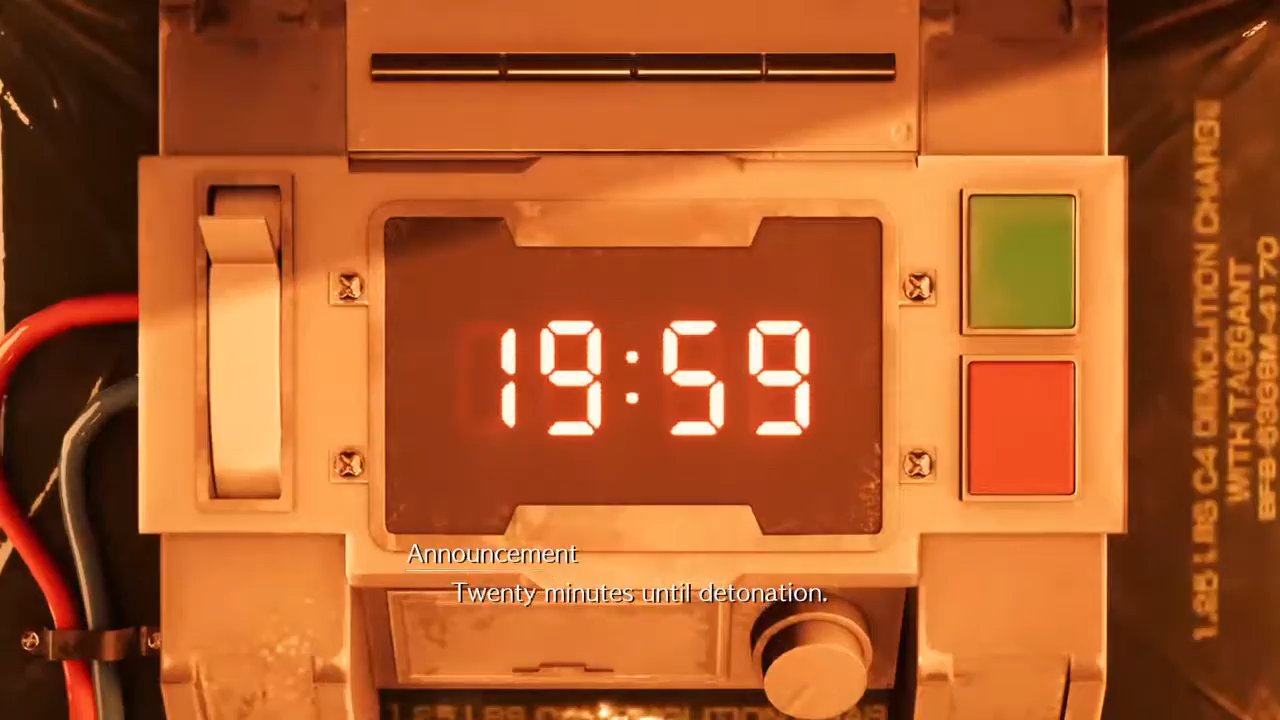 19:59
Announcement
Twenty minutes until detonation.
1.25 LBS C4 DEMOLITION CHARGE
WITH TAGGANT